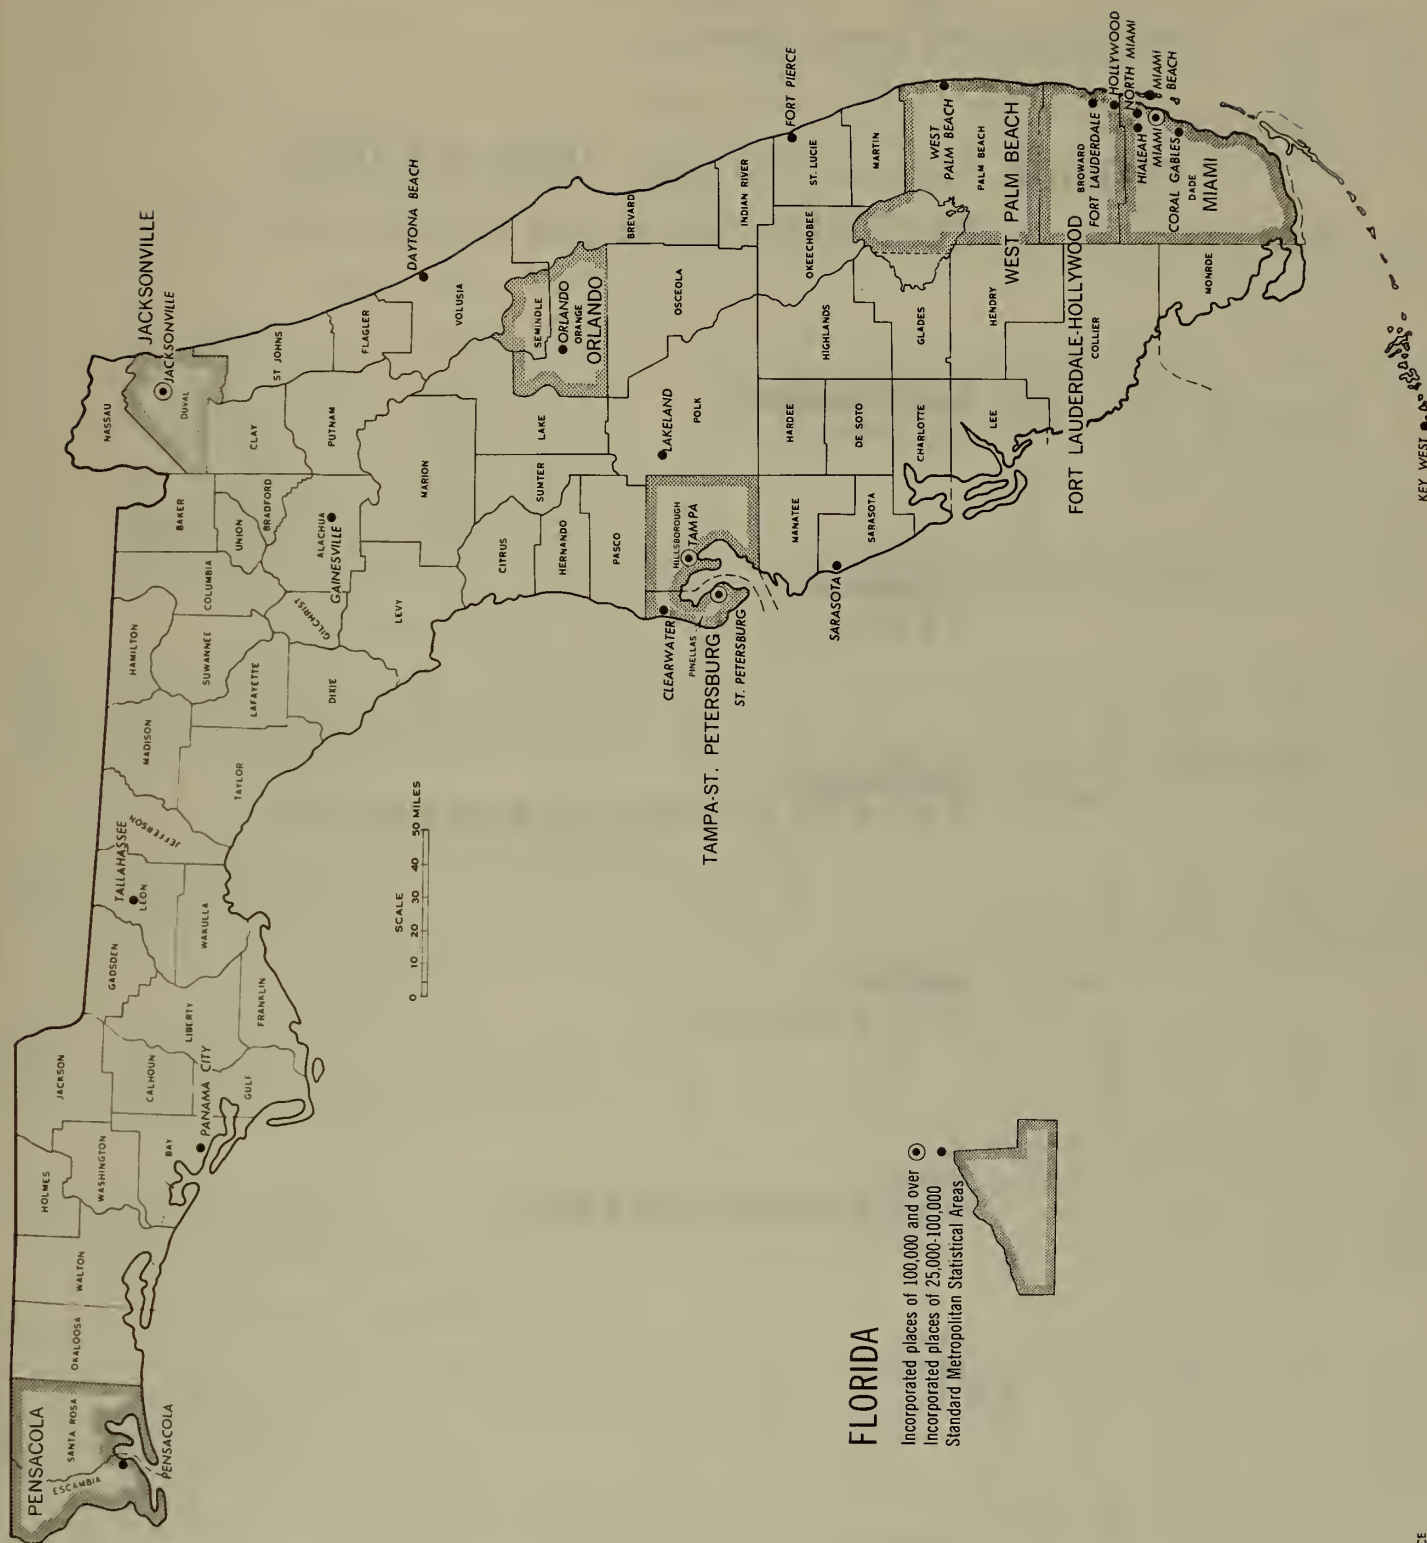 PENSACOLA
SANTA ROSA
ESCAMBIA
PENSACOLA
OKALOOSA
WALTON
HOLMES
WASHINGTON
BAY
PANAMA CITY
JACKSON
CALHOUN
GULF
LIBERTY
FRANKLIN
GADSDEN
TALLAHASSEE
LEON
WAKULLA
JEFFERSON
MADISON
TAYLOR
HAMILTON
SUWANNEE
LAFAYETTE
DIXIE
COLUMBIA
GILCHRIST
BAKER
UNION
BRADFORD
ALACHUA
GAINESVILLE
LEVY
NASSAU
JACKSONVILLE
JACKSONVILLE
DUVAL
CLAY
ST JOHNS
PUTNAM
FLAGLER
MARION
VOLUSIA
DAYTONA BEACH
CITRUS
SUMTER
LAKE
HERNANDO
PASCO
SEMINDLE
ORLANDO
ORANGE
ORLANDO
BREVARD
OSCEOLA
LAKELAND
POLK
HILLSBOROUGH
TAMPA
CLEARWATER
PINELLAS
TAMPA-ST. PETERSBURG
ST. PETERSBURG
INDIAN RIVER
FORT PIERCE
ST. LUCIE
OKEECHOBEE
HIGHLANDS
HARDEE
MANATEE
DE SOTO
SARASOTA
SARASOTA
MARTIN
GLADES
CHARLOTTE
WEST
PALM BEACH
PALM BEACH
WEST PALM BEACH
HENDRY
LEE
BROWARD
FORT LAUDERDALE
FORT LAUDERDALE-HOLLYWOOD
COLLIER
HOLLYWOOD
NORTH MIAMI
HIALEAH
MIAMI
MIAMI
BEACH
CORAL GABLES
DADE
MIAMI
MONRDE
KEY WEST
SCALE
0 10 20 30 40 50 MILES
FLORIDA
Incorporated places of 100,000 and over
Incorporated places of 25,000-100,000
Standard Metropolitan Statistical Areas